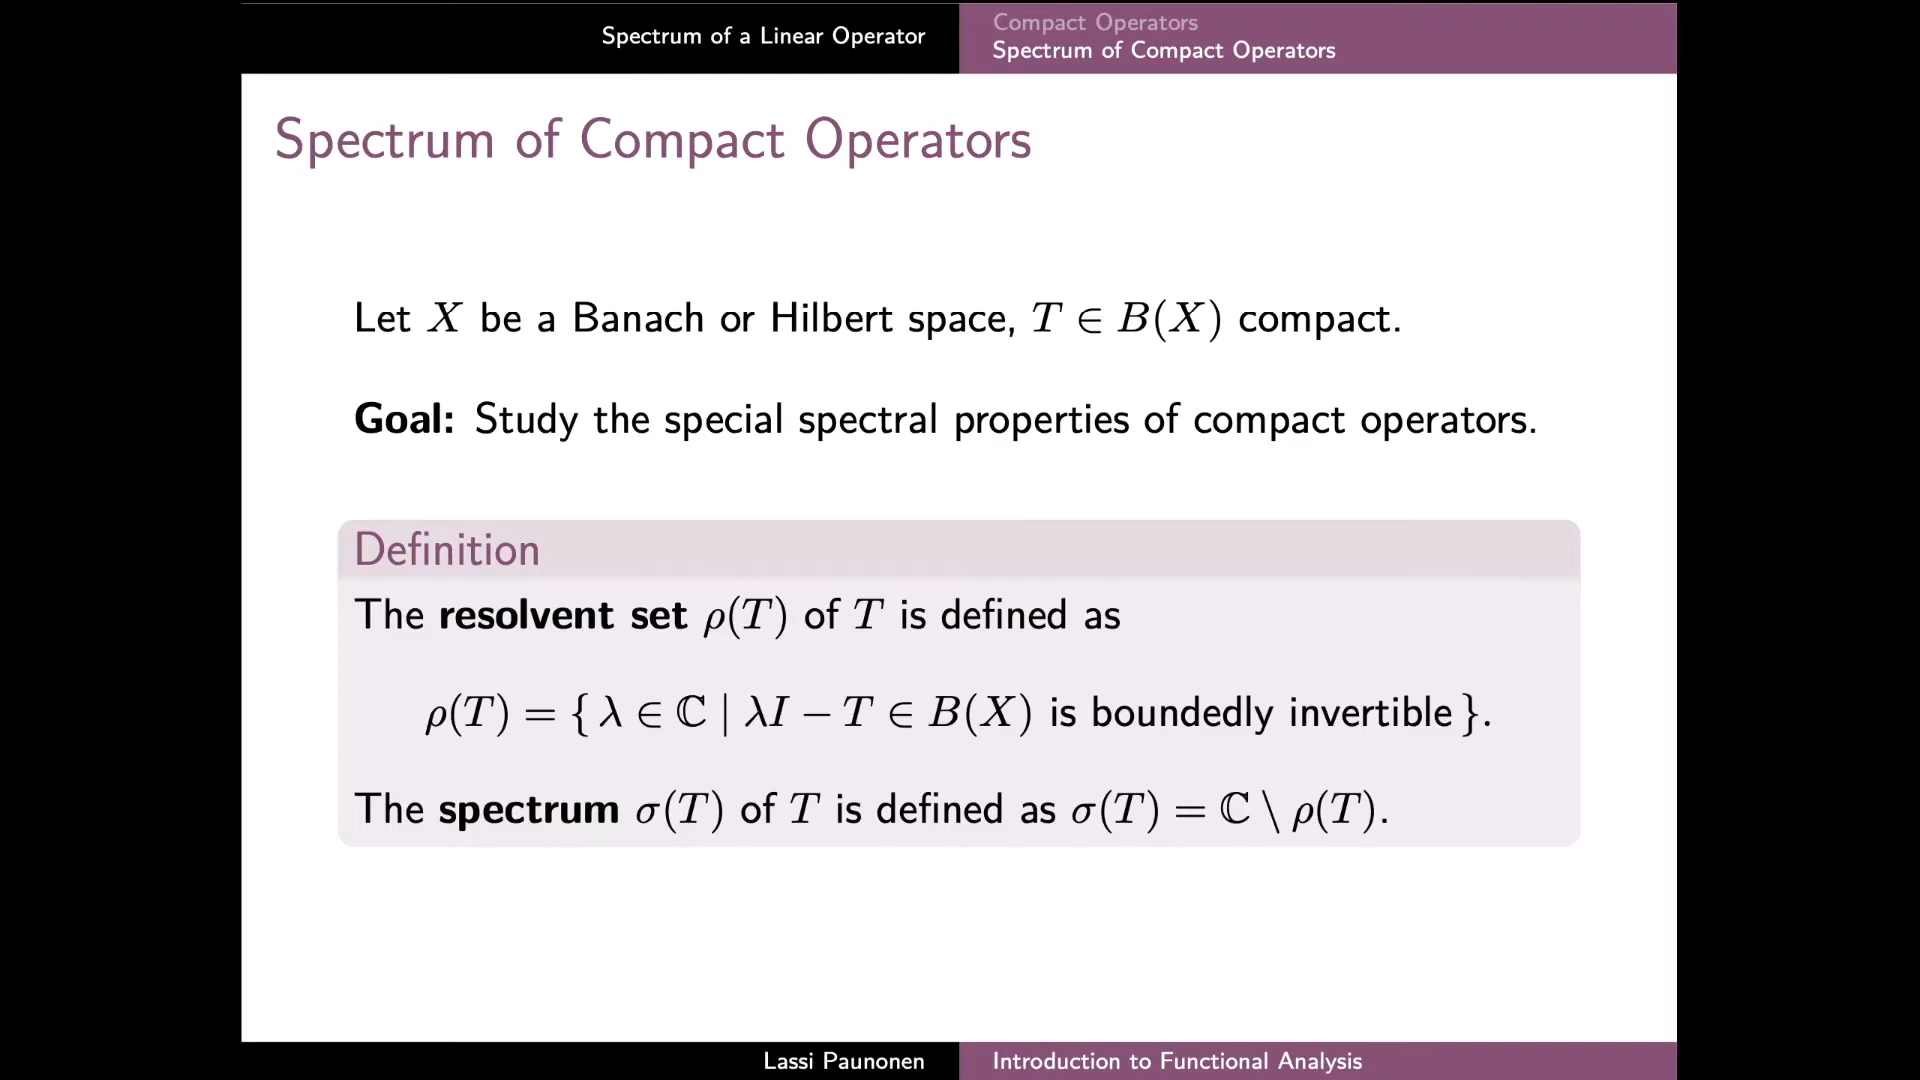 Spectrum of a Linear Operator
Compact Operators
Spectrum of Compact Operators
Spectrum of Compact Operators
Let X be a Banach or Hilbert space, T ∈ B(X) compact.
Goal: Study the special spectral properties of compact operators.
Definition
The resolvent set ρ(T) of T is defined as
ρ(T) = { λ ∈ ℂ | λI − T ∈ B(X) is boundedly invertible }.
The spectrum σ(T) of T is defined as σ(T) = ℂ \ ρ(T).
Lassi Paunonen
Introduction to Functional Analysis